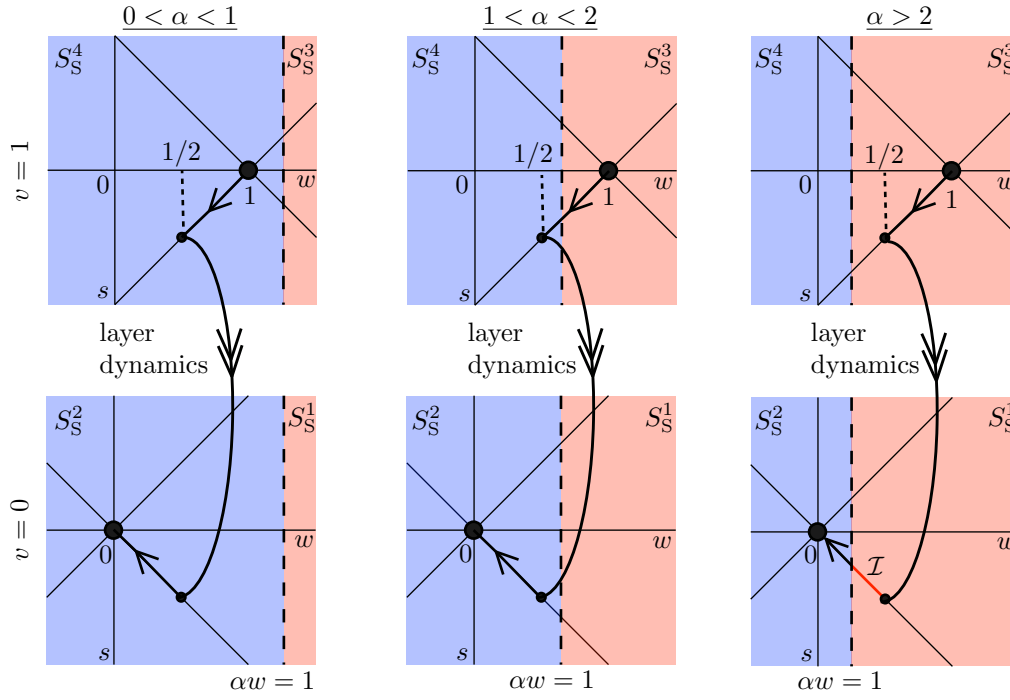 0 < α < 1
1 < α < 2
α > 2
S_S^4
S_S^3
S_S^4
S_S^3
S_S^4
S_S^3
v = 1
1/2
1/2
1/2
0
1
w
0
1
w
0
1
w
s
s
s
layer
dynamics
layer
dynamics
layer
dynamics
S_S^2
S_S^1
S_S^2
S_S^1
S_S^2
S_S^1
v = 0
0
w
0
w
0
ℐ
w
s
s
s
αw = 1
αw = 1
αw = 1